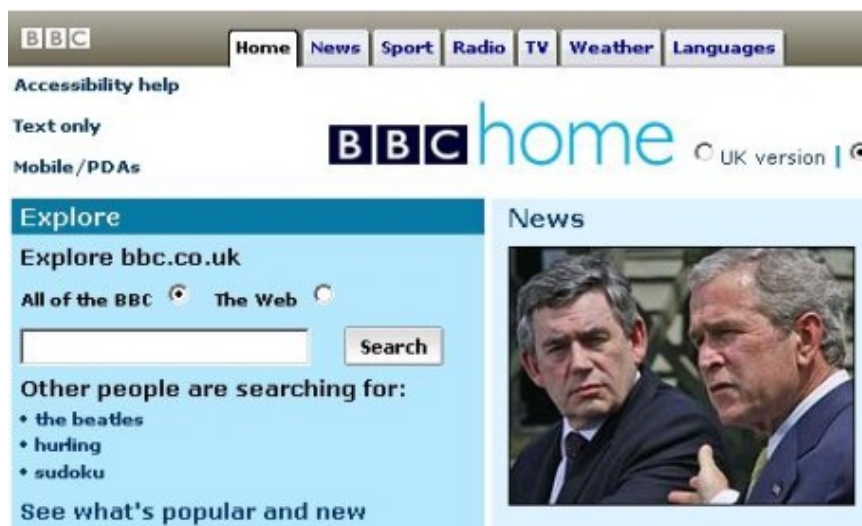 BBC
Home News Sport Radio TV Weather Languages
Accessibility help
Text only
Mobile/PDAs
BBC home
UK version |
Explore
Explore bbc.co.uk
All of the BBC The Web
Search
Other people are searching for:
• the beatles
• hurling
• sudoku
See what's popular and new
News